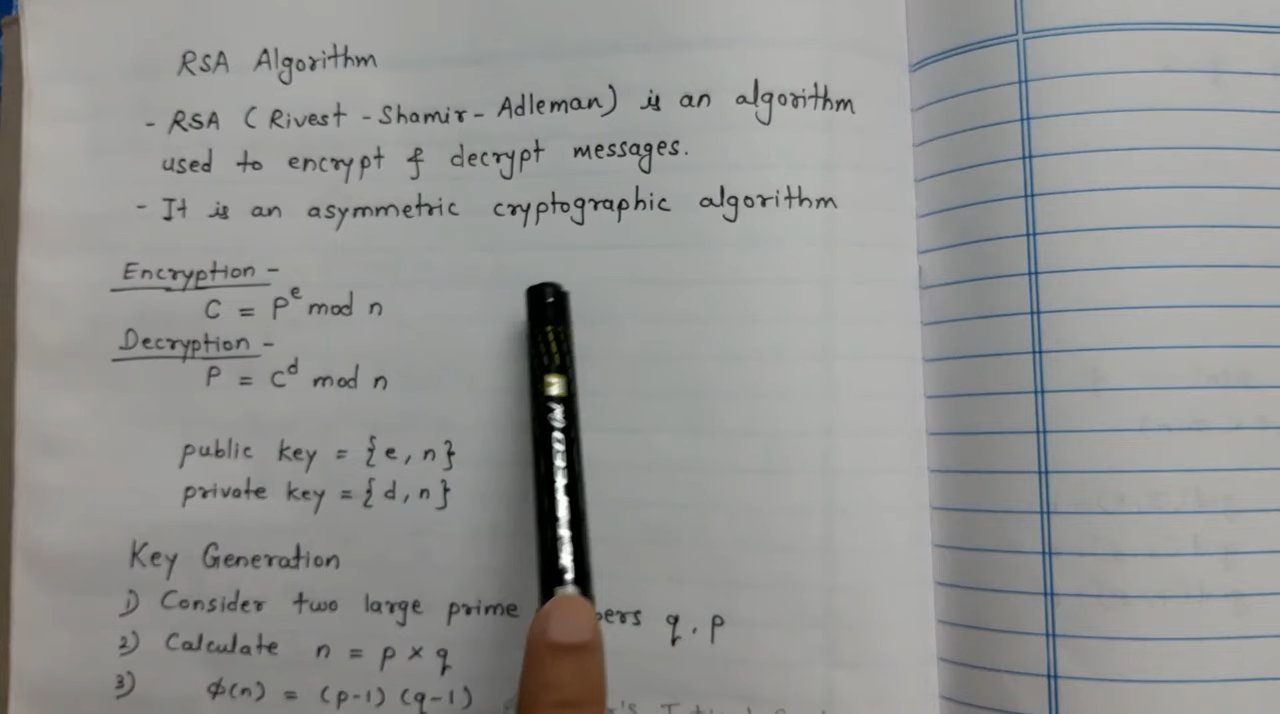 RSA Algorithm
- RSA (Rivest - Shamir - Adleman) is an algorithm
used to encrypt & decrypt messages.
- It is an asymmetric cryptographic algorithm
Encryption -
C = P^e mod n
Decryption -
P = C^d mod n
public key = {e, n}
private key = {d, n}
Key Generation
1) Consider two large prime bers q, p
2) Calculate n = p × q
3) φ(n) = (p-1) (q-1)